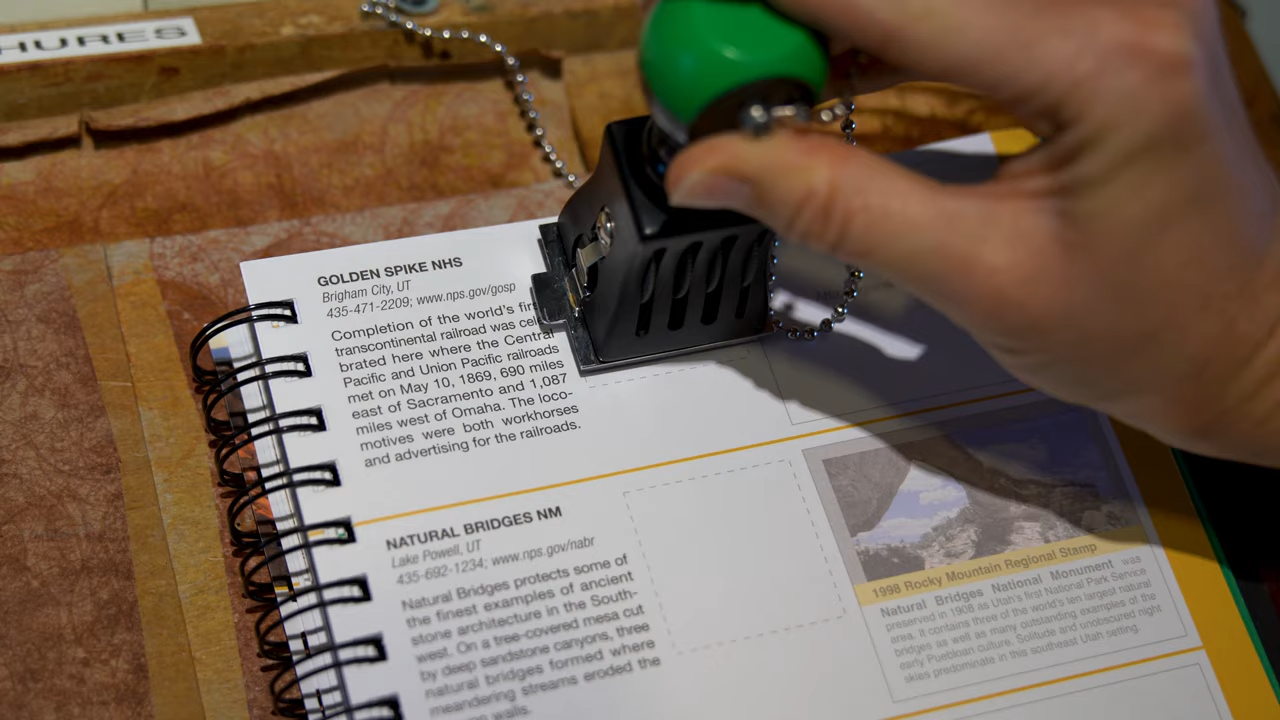 HURES
GOLDEN SPIKE NHS
Brigham City, UT
435-471-2209; www.nps.gov/gosp
Completion of the world's first
transcontinental railroad was cele-
brated here where the Central
Pacific and Union Pacific railroads
met on May 10, 1869, 690 miles
east of Sacramento and 1,087
miles west of Omaha. The loco-
motives were both workhorses
and advertising for the railroads.
NATURAL BRIDGES NM
Lake Powell, UT
435-692-1234; www.nps.gov/nabr
Natural Bridges protects some of
the finest examples of ancient
stone architecture in the South-
west. On a tree-covered mesa cut
by deep sandstone canyons, three
natural bridges formed where
meandering streams eroded the
walls.
1998 Rocky Mountain Regional Stamp
Natural Bridges National Monument was
preserved in 1908 as Utah's first National Park Service
area. It contains three of the world's ten largest natural
bridges as well as many outstanding examples of the
early Puebloan culture. Solitude and unobscured night
skies predominate in this southeast Utah setting.